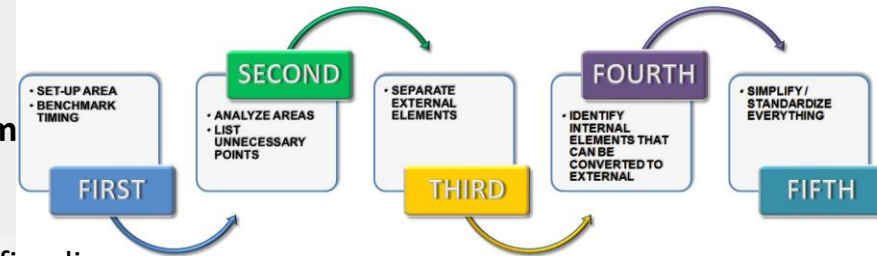 • SET-UP AREA
• BENCHMARK
TIMING
FIRST
SECOND
• ANALYZE AREAS
• LIST
UNNECESSARY
POINTS
• SEPARATE
EXTERNAL
ELEMENTS
THIRD
FOURTH
• IDENTIFY
INTERNAL
ELEMENTS THAT
CAN BE
CONVERTED TO
EXTERNAL
• SIMPLIFY /
STANDARDIZE
EVERYTHING
FIFTH
m